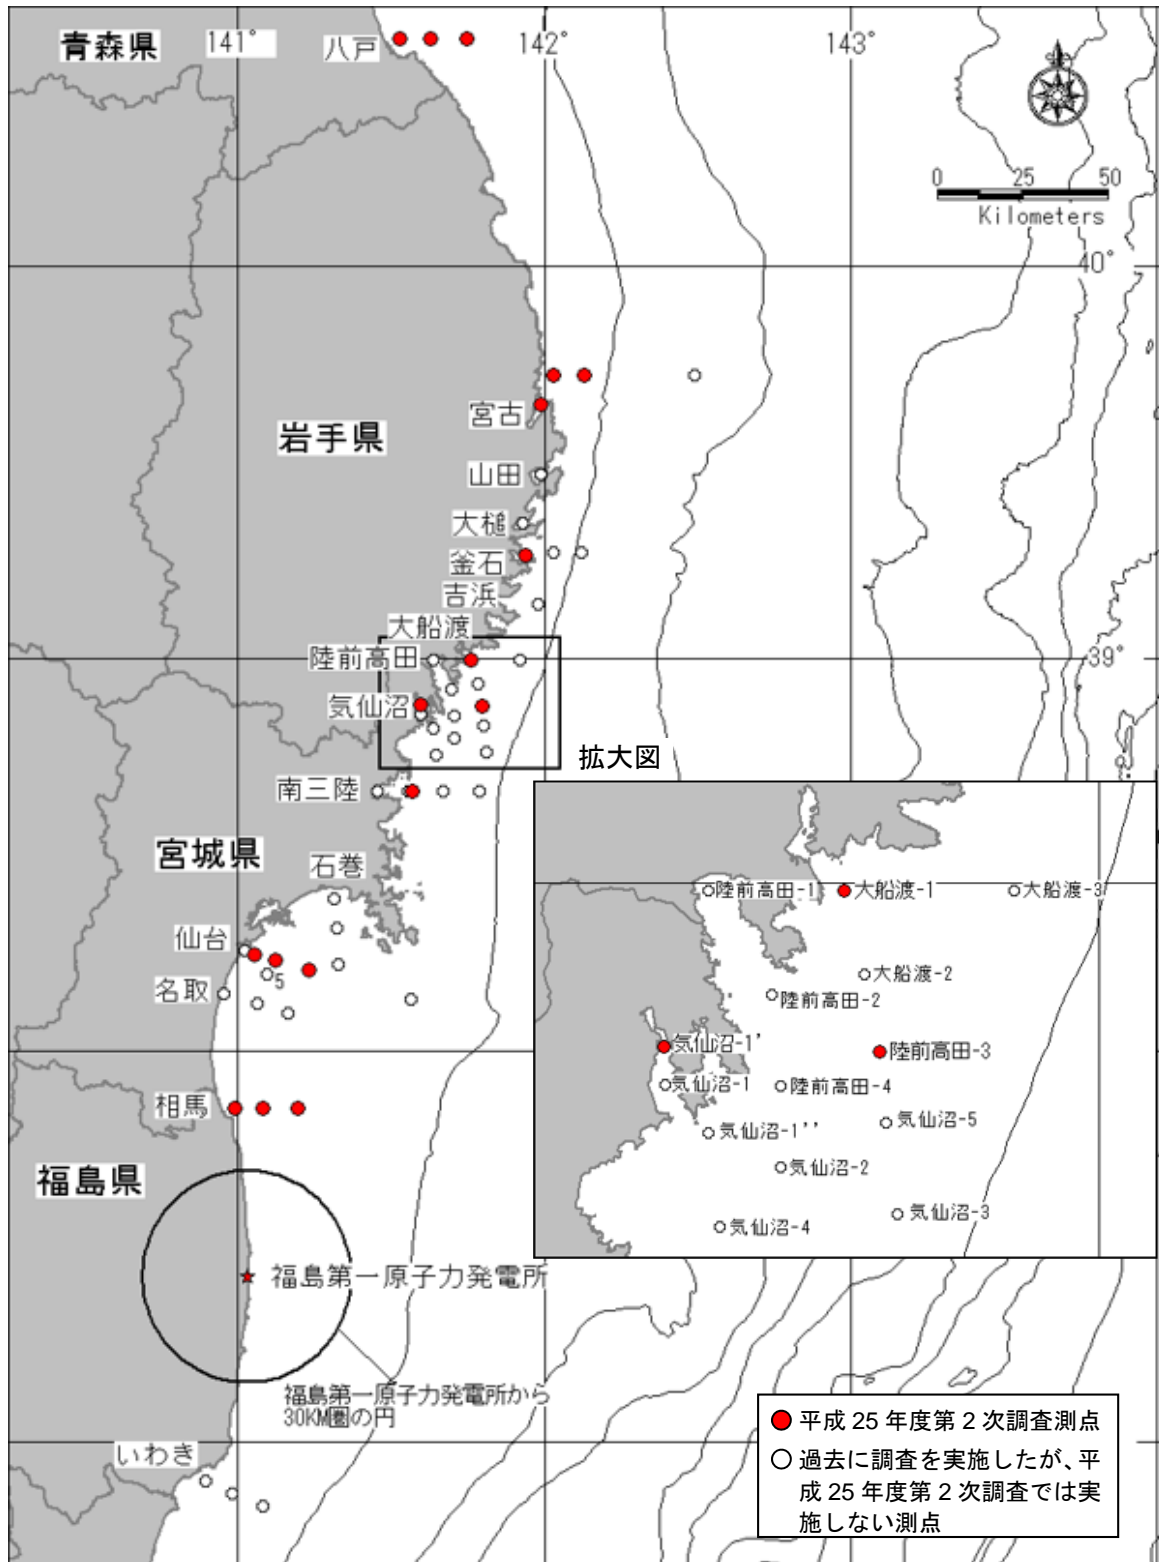 青森県
141°
八戸
142°
143°
0 25 50
Kilometers
40°
宮古
岩手県
山田
大槌
釜石
吉浜
大船渡
陸前高田
39°
気仙沼
拡大図
南三陸
宮城県
石巻
仙台
5
名取
陸前高田-1
大船渡-1
大船渡-3
大船渡-2
陸前高田-2
気仙沼-1'
陸前高田-3
気仙沼-1
陸前高田-4
気仙沼-5
気仙沼-1''
気仙沼-2
気仙沼-3
気仙沼-4
相馬
福島県
福島第一原子力発電所
福島第一原子力発電所から
30KM圏の円
いわき
平成 25 年度第 2 次調査測点
過去に調査を実施したが、平
成 25 年度第 2 次調査では実
施しない測点